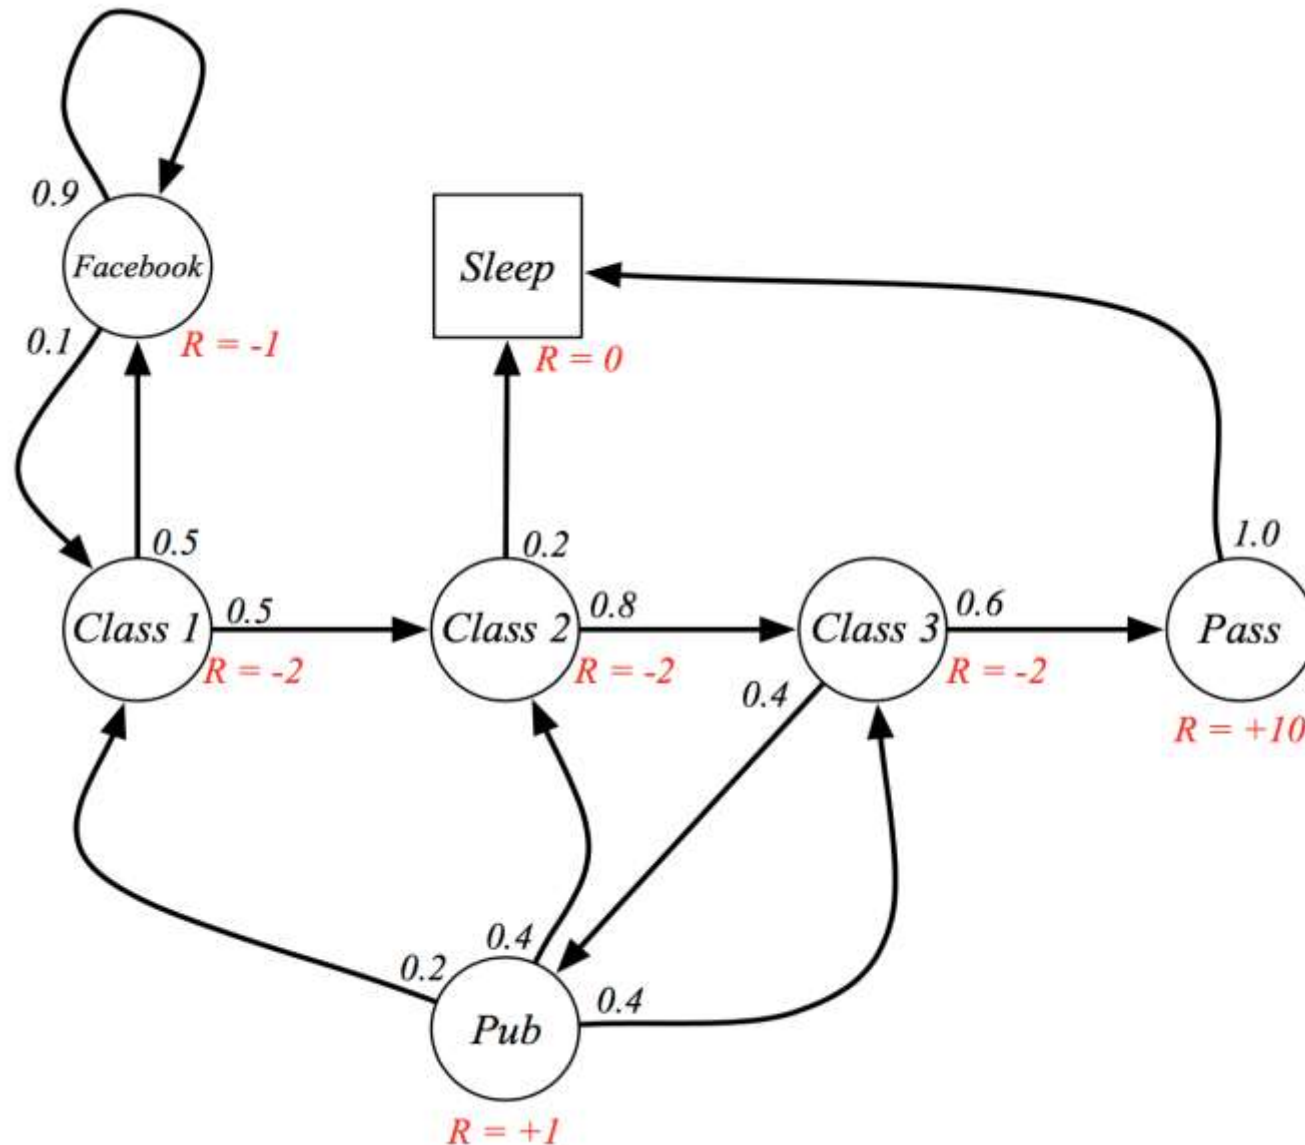 0.9
Facebook
Sleep
0.1
R = -1
R = 0
0.5
0.2
1.0
Class 1
0.5
Class 2
0.8
Class 3
0.6
Pass
R = -2
R = -2
R = -2
0.4
R = +10
0.4
0.2
0.4
Pub
R = +1